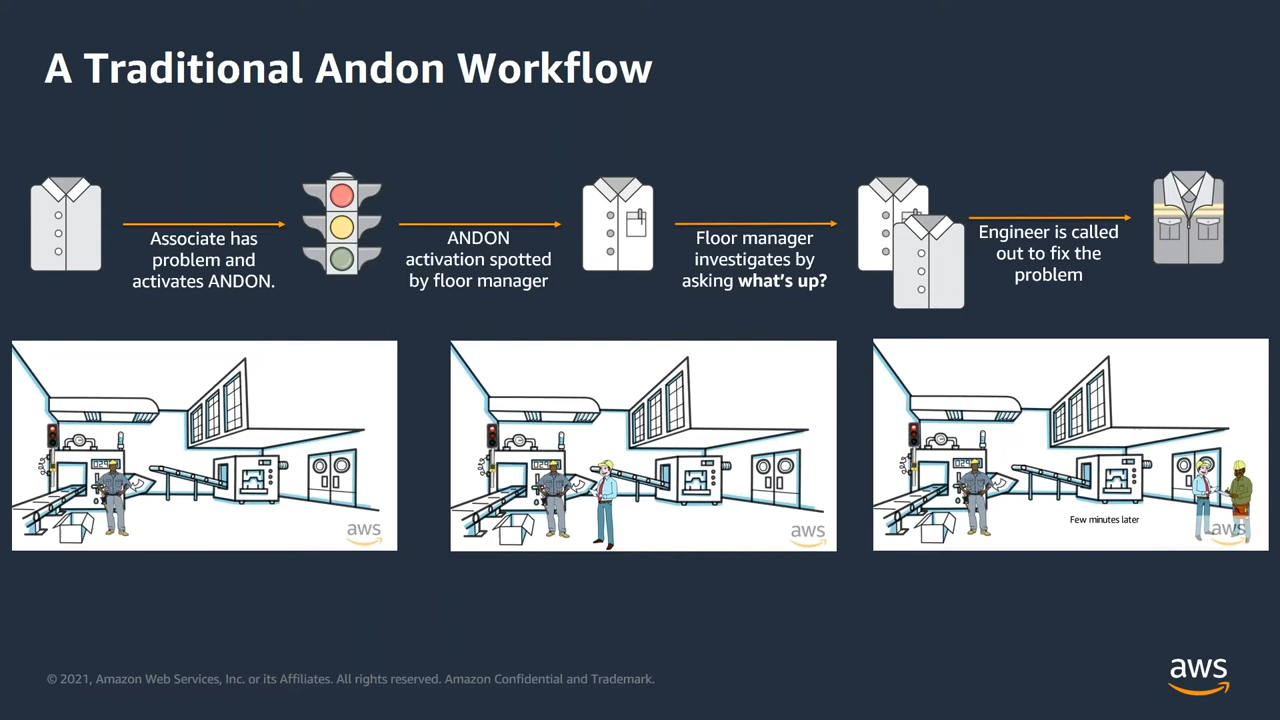 A Traditional Andon Workflow
Associate has
problem and
activates ANDON.
ANDON
activation spotted
by floor manager
Floor manager
investigates by
asking what's up?
Engineer is called
out to fix the
problem
aws
aws
Few minutes later
aws
© 2021, Amazon Web Services, Inc. or its Affiliates. All rights reserved. Amazon Confidential and Trademark.
aws